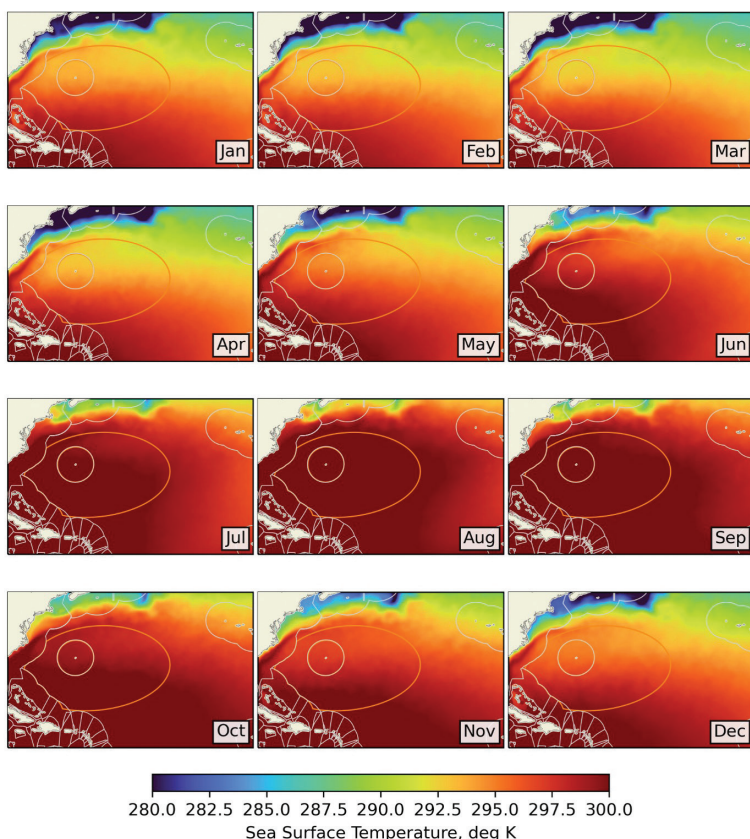 Jan Feb Mar
Apr May Jun
Jul Aug Sep
Oct Nov Dec
280.0 282.5 285.0 287.5 290.0 292.5 295.0 297.5 300.0
Sea Surface Temperature, deg K